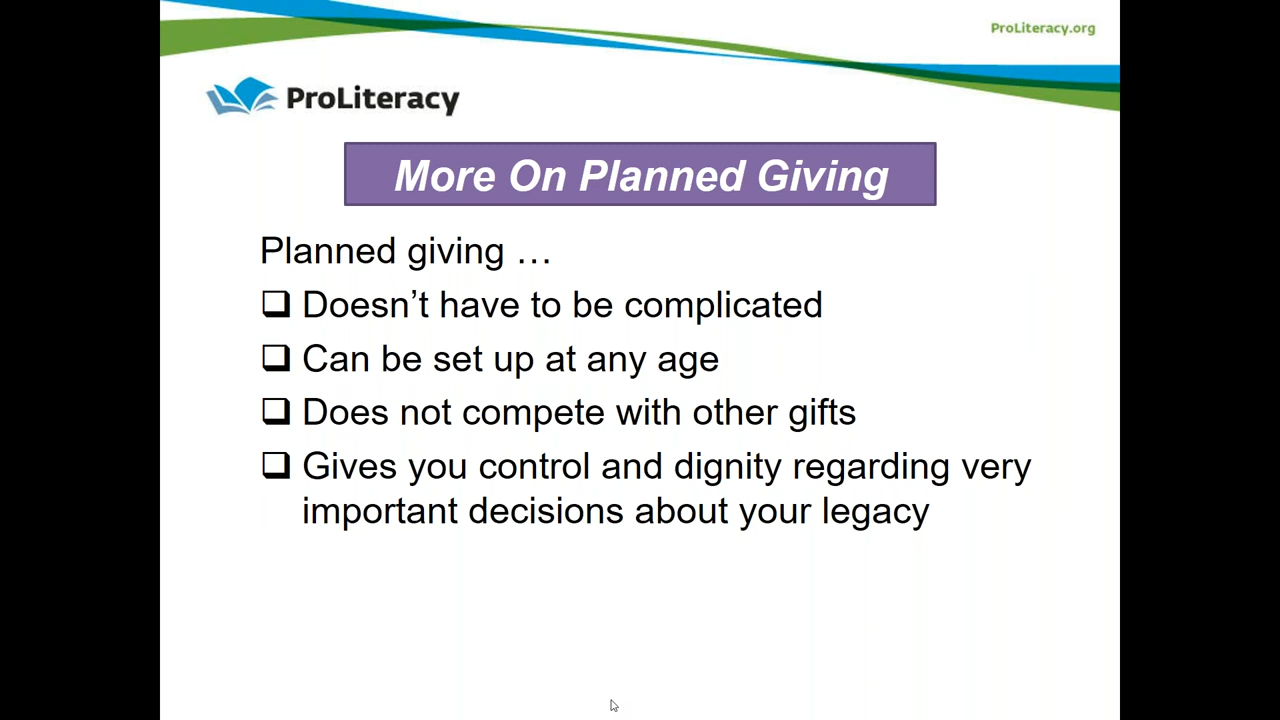 ProLiteracy.org
ProLiteracy
More On Planned Giving
Planned giving …
Doesn’t have to be complicated
Can be set up at any age
Does not compete with other gifts
Gives you control and dignity regarding very
important decisions about your legacy